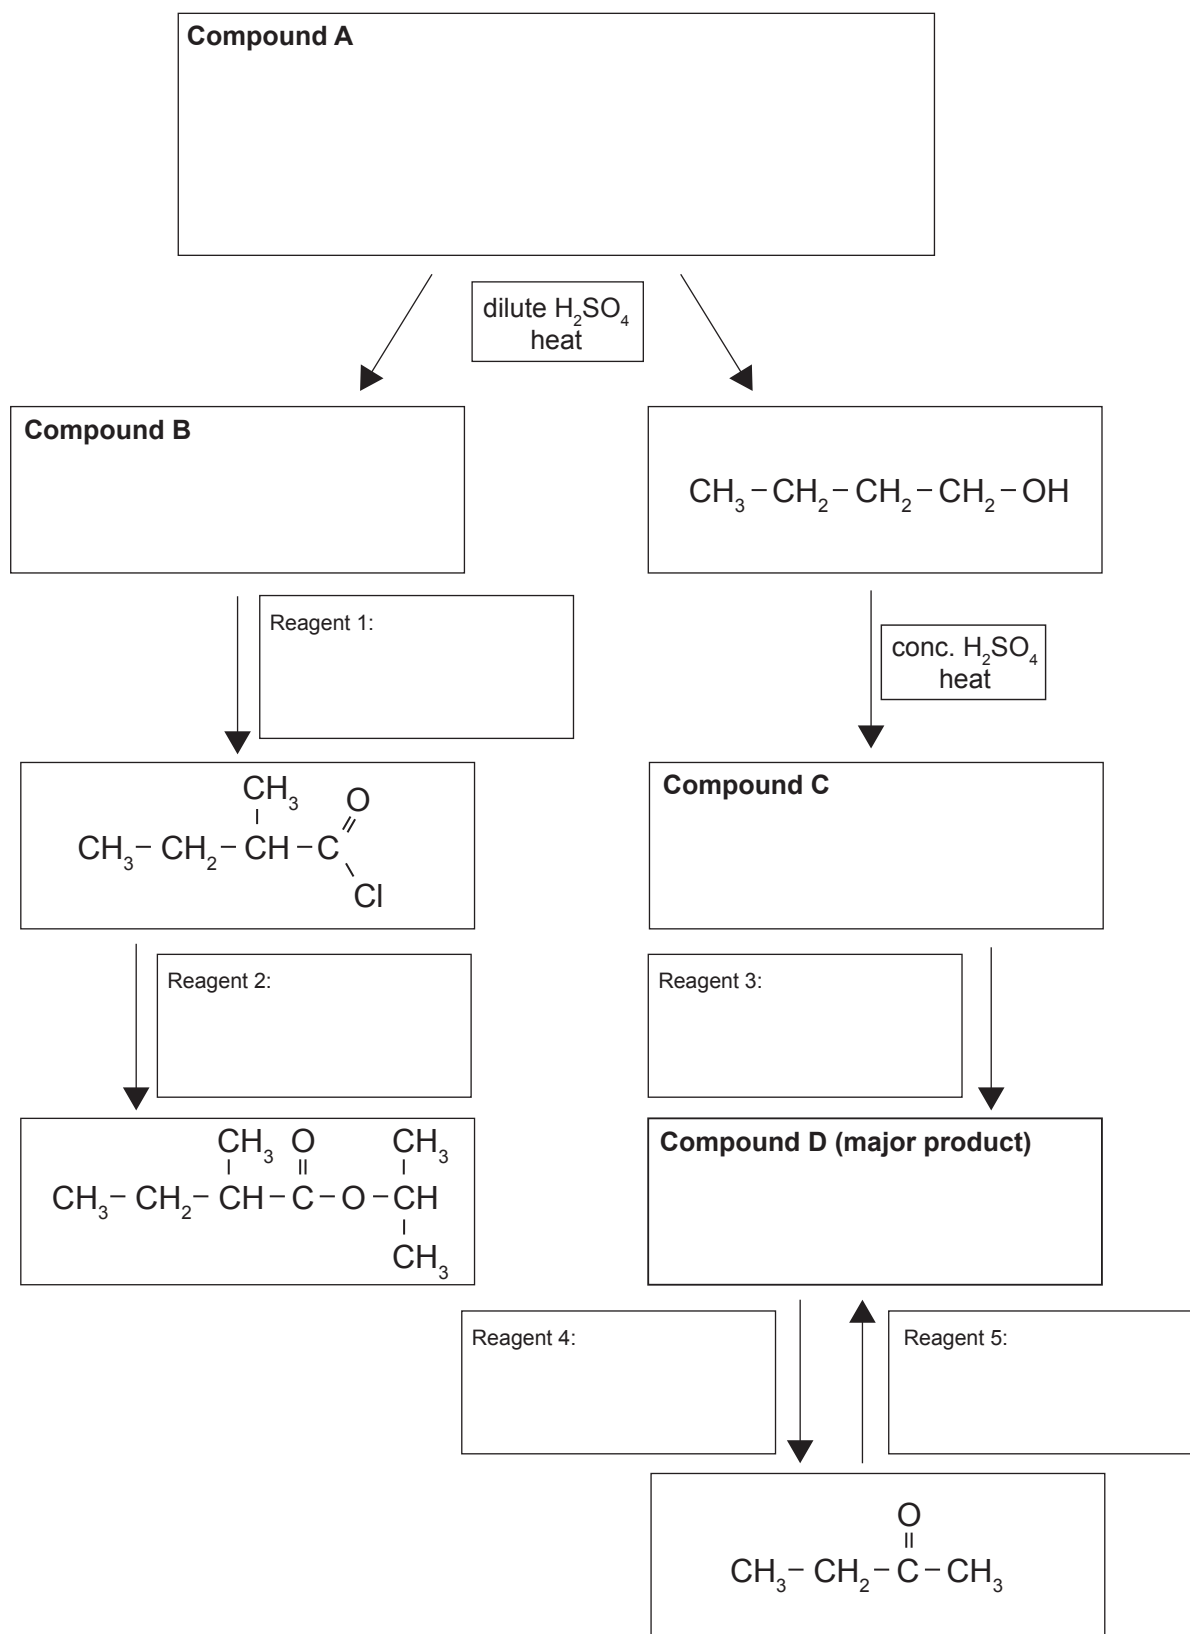 Compound A
dilute H₂SO₄
heat
Compound B
CH₃–CH₂–CH₂–CH₂–OH
Reagent 1:
conc. H₂SO₄
heat
CH₃ O
CH₃–CH₂–CH–C
Cl
Compound C
Reagent 2:
Reagent 3:
CH₃ O CH₃
CH₃–CH₂–CH–C–O–CH
CH₃
Compound D (major product)
Reagent 4:
Reagent 5:
O
CH₃–CH₂–C–CH₃